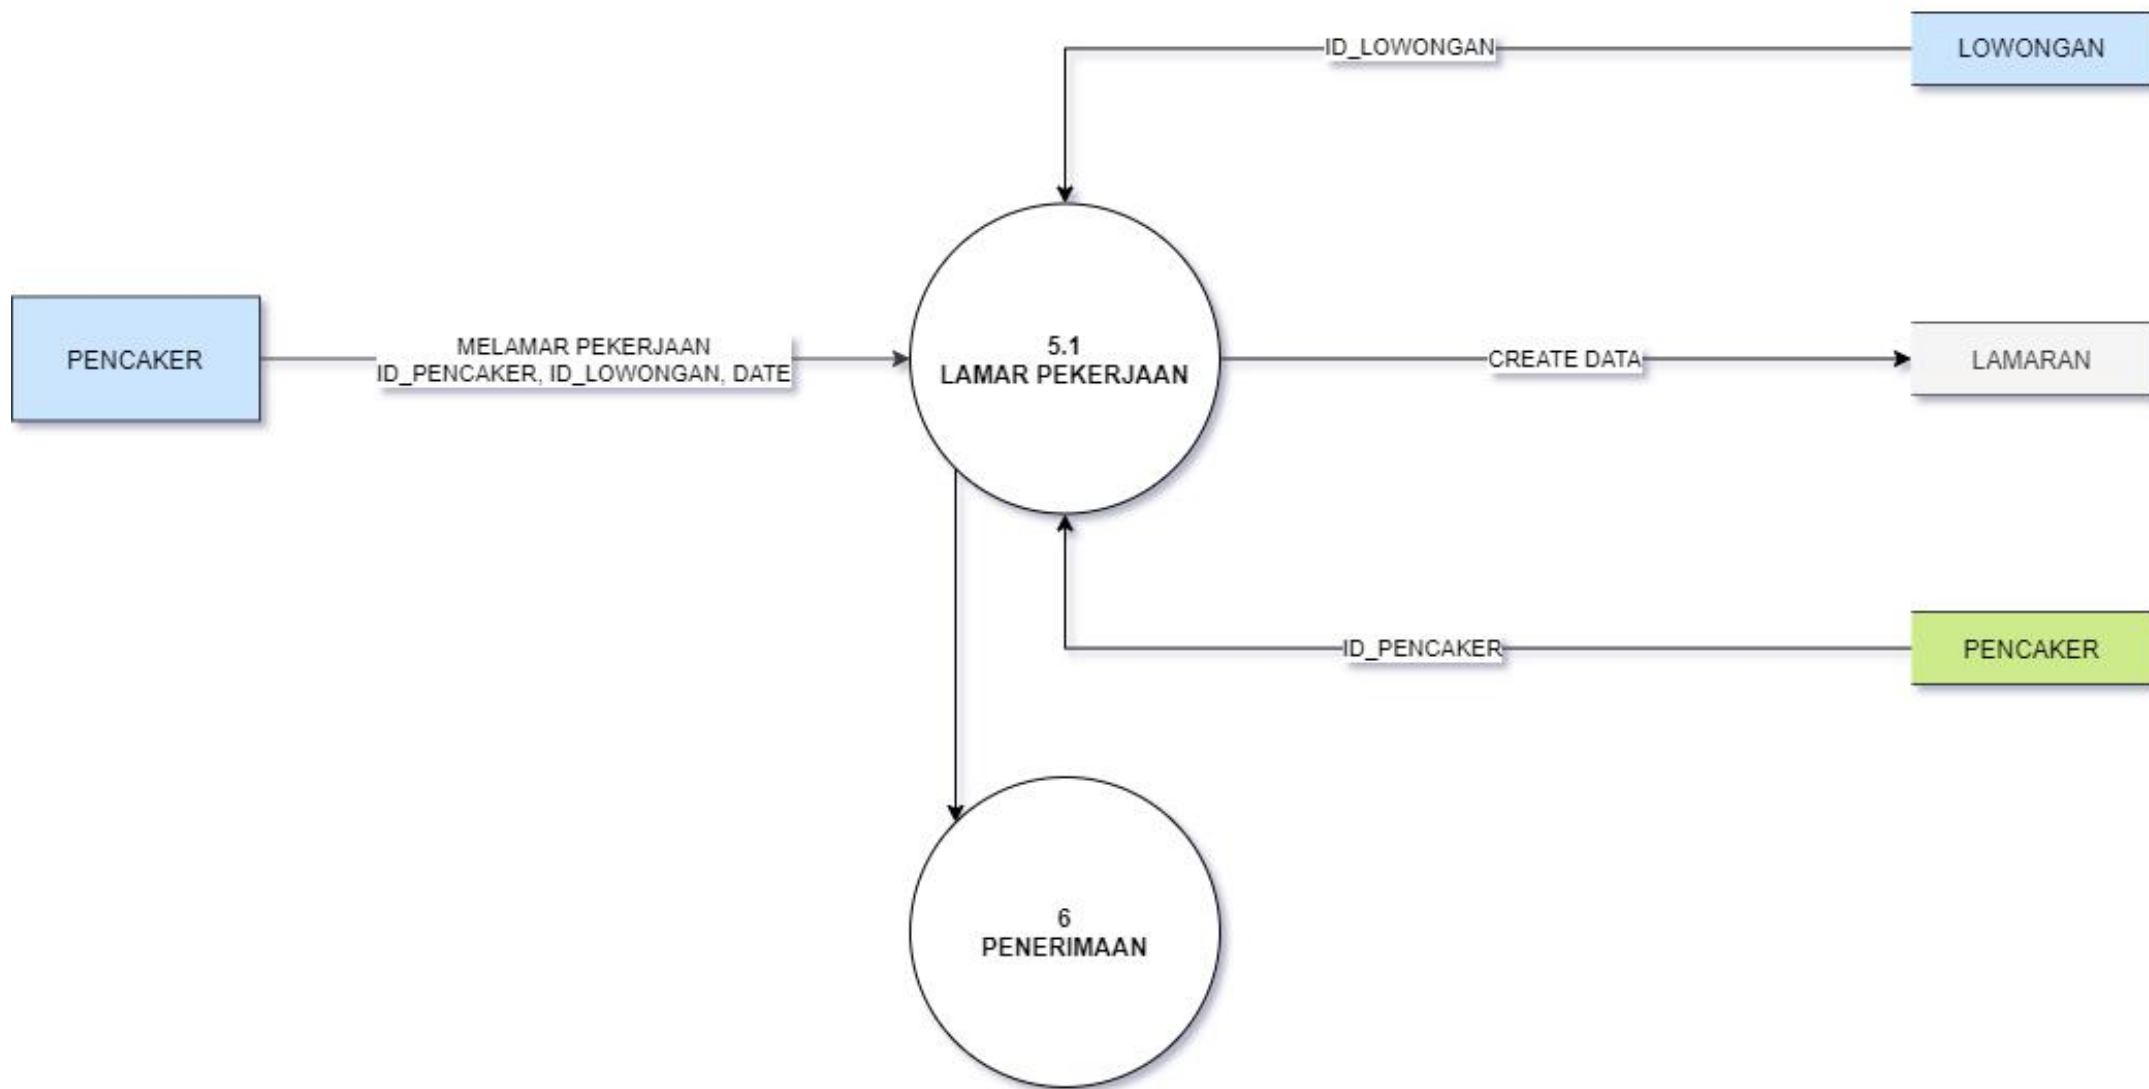 ID_LOWONGAN
LOWONGAN
PENCAKER
MELAMAR PEKERJAAN
ID_PENCAKER, ID_LOWONGAN, DATE
5.1
LAMAR PEKERJAAN
CREATE DATA
LAMARAN
ID_PENCAKER
PENCAKER
6
PENERIMAAN